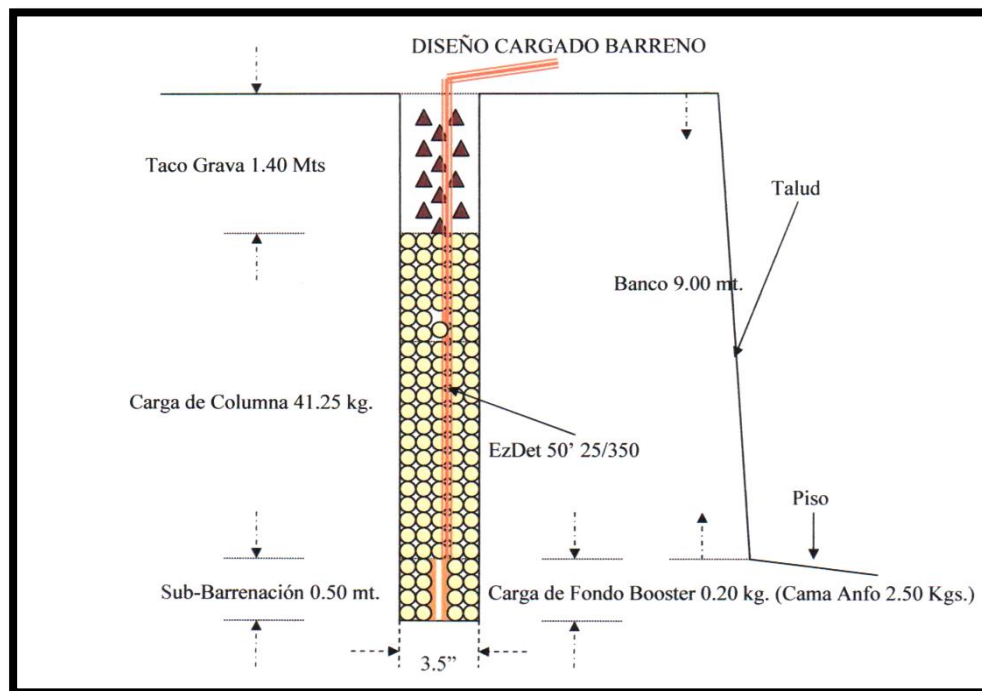 DISEÑO CARGADO BARRENO
Taco Grava 1.40 Mts
Talud
Banco 9.00 mt.
Carga de Columna 41.25 kg.
EzDet 50’ 25/350
Piso
Sub-Barrenación 0.50 mt.
Carga de Fondo Booster 0.20 kg. (Cama Anfo 2.50 Kgs.)
3.5”